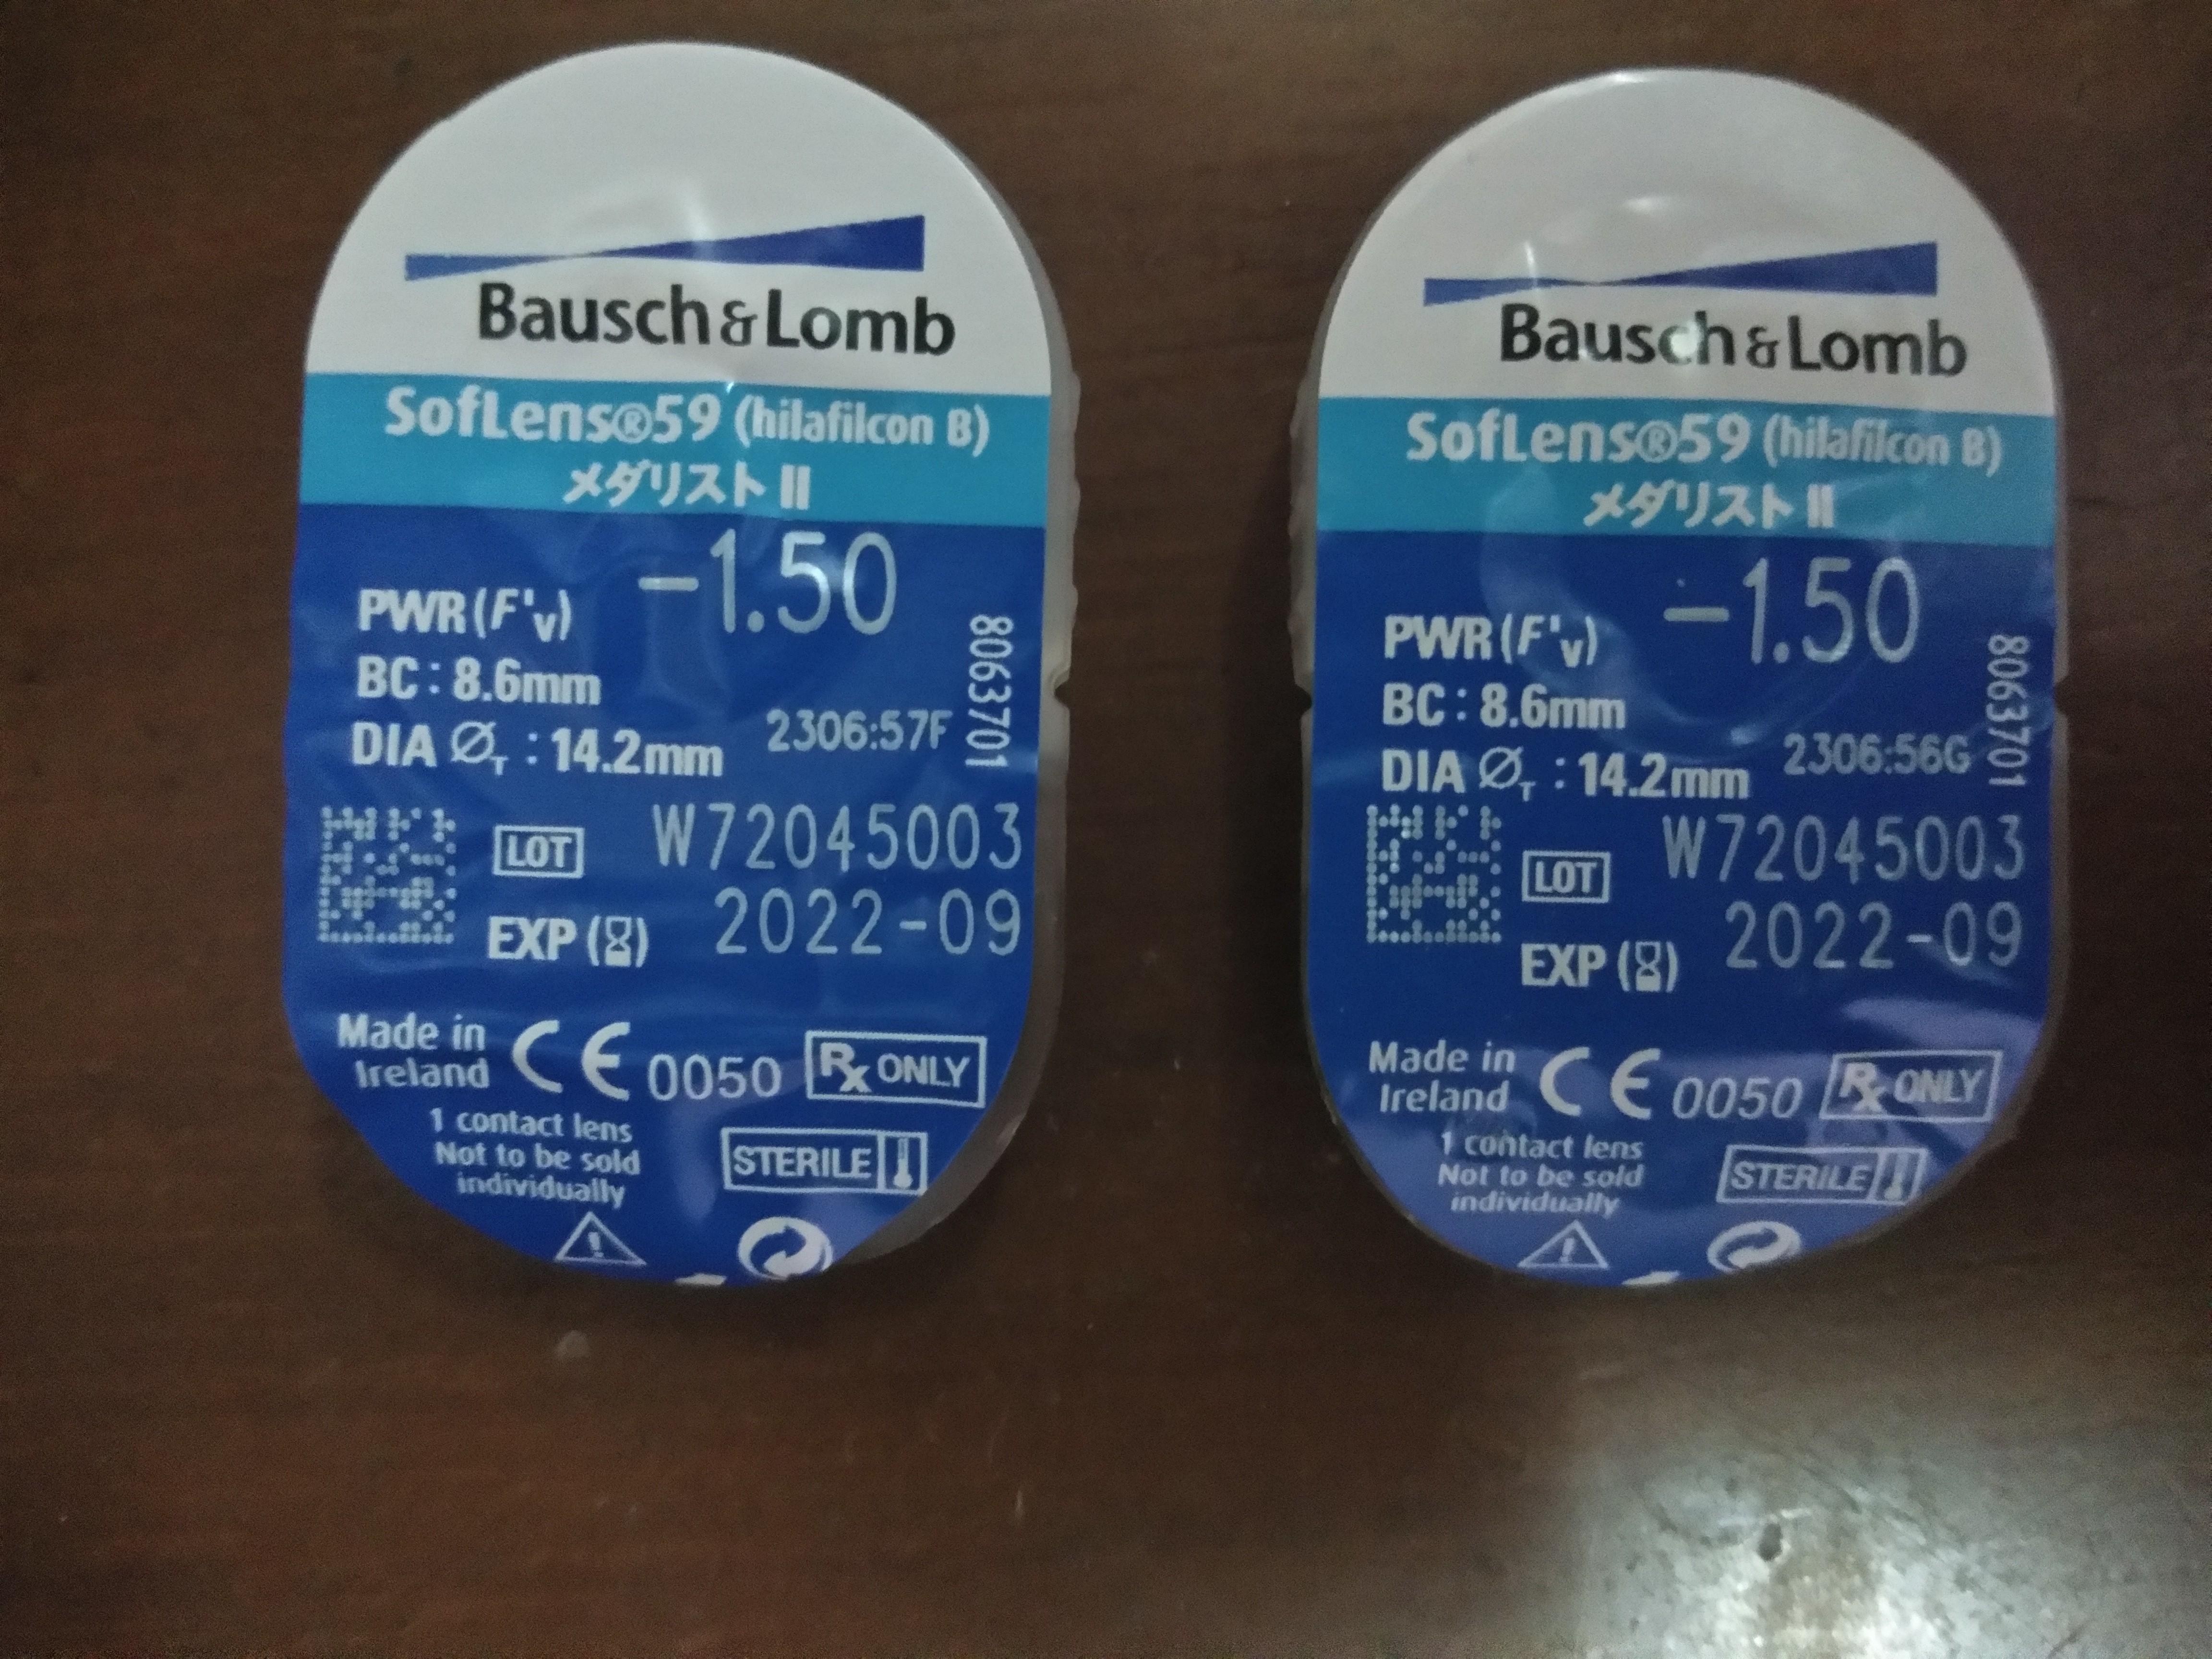 Bausch & Lomb
SofLens®59 (hilafilcon B)
メダリスト II
PWR (F'v) -1.50
BC : 8.6mm
DIA Ø T : 14.2mm
2306:57F
8063701
LOT W72045003
EXP 2022-09
Made in
Ireland
CE 0050
Rx ONLY
1 contact lens
Not to be sold
individually
STERILE
Bausch & Lomb
SofLens®59 (hilafilcon B)
メダリスト II
PWR (F'v) -1.50
BC : 8.6mm
DIA Ø T : 14.2mm
2306:56G
8063701
LOT W72045003
EXP 2022-09
Made in
Ireland
CE 0050
Rx ONLY
1 contact lens
Not to be sold
individually
STERILE